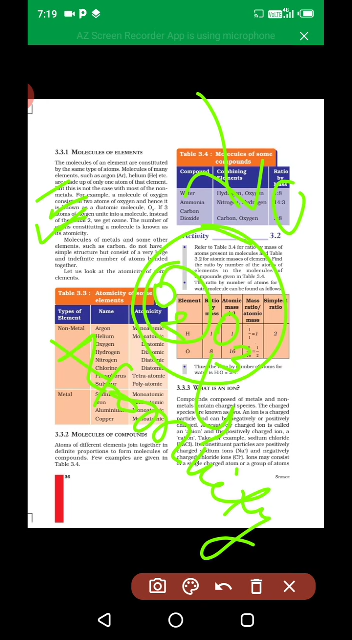 7:19
AZ Screen Recorder App is using microphone
3.3.1 MOLECULES OF ELEMENTS
The molecules of an element are constituted
by the same type of atoms. Molecules of many
elements, such as argon (Ar), helium (He) etc.
are made up of only one atom of that element.
But this is not the case with most of the non-
metals. For example, a molecule of oxygen
consists of two atoms of oxygen and hence it
is known as a diatomic molecule, O₂. If 3
atoms of oxygen unite into a molecule, instead
of the usual 2, we get ozone. The number of
atoms constituting a molecule is known as
its atomicity.
Molecules of metals and some other
elements, such as carbon, do not have a
simple structure but consist of a very large
and indefinite number of atoms bonded
together.
Let us look at the atomicity of some
elements.
Table 3.3 : Atomicity of some
elements
Types of Element Name Atomicity
Non-Metal Argon Monoatomic
Helium Monoatomic
Oxygen Diatomic
Hydrogen Diatomic
Nitrogen Diatomic
Chlorine Diatomic
Phosphorus Tetra-atomic
Sulphur Poly-atomic
Metal Sodium Monoatomic
Iron Monoatomic
Aluminium Monoatomic
Copper Monoatomic
3.3.2 MOLECULES OF COMPOUNDS
Atoms of different elements join together in
definite proportions to form molecules of
compounds. Few examples are given in
Table 3.4.
Table 3.4 : Molecules of some
compounds
Compound Combining Elements Ratio by Mass
Water Hydrogen, Oxygen 1:8
Ammonia Nitrogen, Hydrogen 14:3
Carbon Dioxide Carbon, Oxygen 3:8
Activity 3.2
Refer to Table 3.4 for ratio by mass of
atoms present in molecules and Table
3.2 for atomic masses of elements. Find
the ratio by number of the atoms of
elements in the molecules of
compounds given in Table 3.4.
The ratio by number of atoms for a
water molecule can be found as follows:
Element Ratio by mass Atomic mass Mass ratio/ atomic mass Simplest ratio
H 1 1 2
O 8 16 1
Thus, the ratio by number of atoms for
water is H:O = 2:1.
3.3.3 WHAT IS AN ION?
Compounds composed of metals and non-
metals contain charged species. The charged
species are known as ions. An ion is a charged
particle and can be negatively or positively
charged. A negatively charged ion is called
an 'anion' and the positively charged ion, a
'cation'. Take, for example, sodium chloride
(NaCl). Its constituent particles are positively
charged sodium ions (Na⁺) and negatively
charged chloride ions (Cl⁻). Ions may consist
of a single charged atom or a group of atoms
36